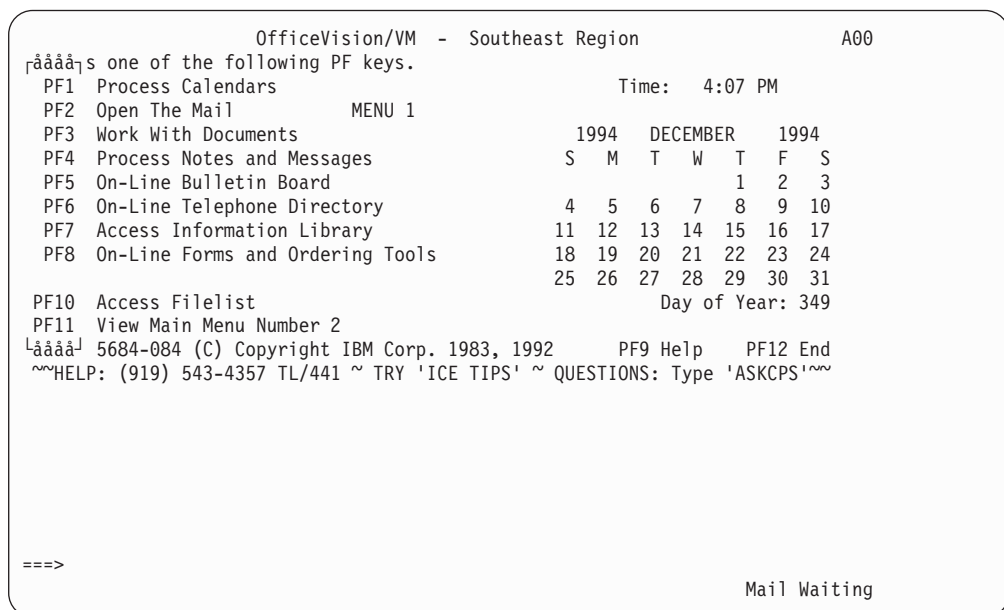 OfficeVision/VM - Southeast Region A00
┌åååå┐s one of the following PF keys.
PF1 Process Calendars Time: 4:07 PM
PF2 Open The Mail MENU 1
PF3 Work With Documents 1994 DECEMBER 1994
PF4 Process Notes and Messages S M T W T F S
PF5 On-Line Bulletin Board 1 2 3
PF6 On-Line Telephone Directory 4 5 6 7 8 9 10
PF7 Access Information Library 11 12 13 14 15 16 17
PF8 On-Line Forms and Ordering Tools 18 19 20 21 22 23 24
25 26 27 28 29 30 31
PF10 Access Filelist Day of Year: 349
PF11 View Main Menu Number 2
└åååå┘ 5684-084 (C) Copyright IBM Corp. 1983, 1992 PF9 Help PF12 End
~~HELP: (919) 543-4357 TL/441 ~ TRY 'ICE TIPS' ~ QUESTIONS: Type 'ASKCPS'~~
===>
Mail Waiting